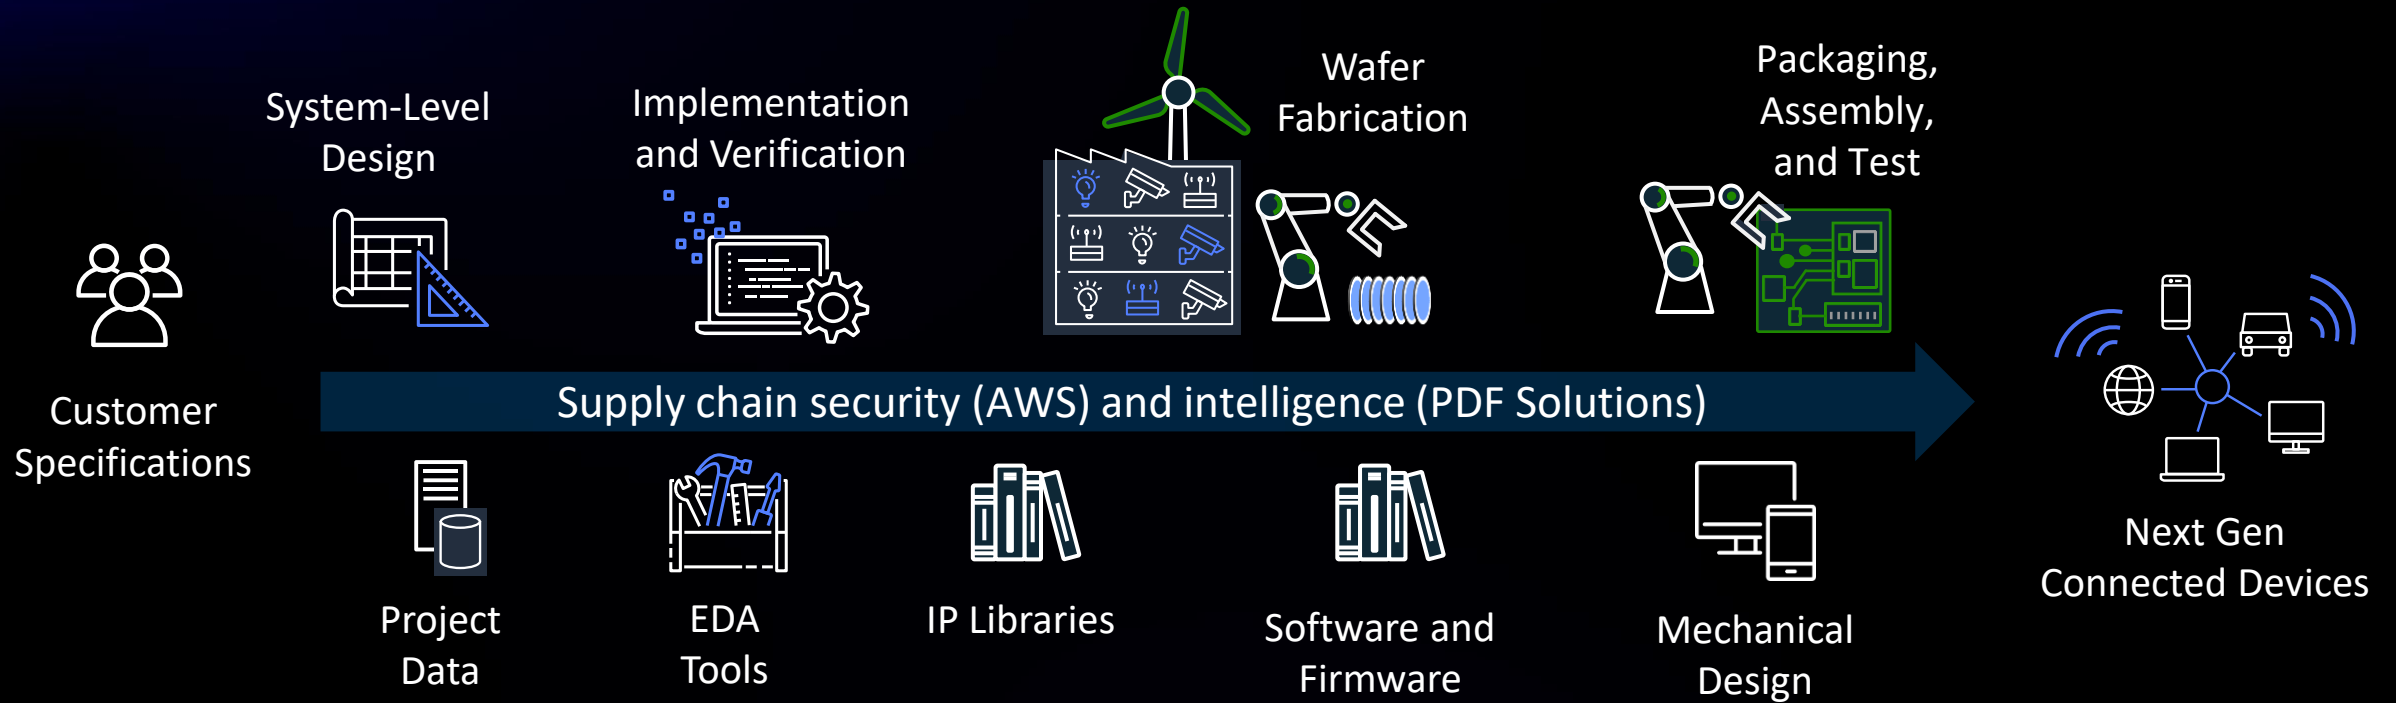 Customer
Specifications
System-Level
Design
Implementation
and Verification
Wafer
Fabrication
Packaging,
Assembly,
and Test
Supply chain security (AWS) and intelligence (PDF Solutions)
Project
Data
EDA
Tools
IP Libraries
Software and
Firmware
Mechanical
Design
Next Gen
Connected Devices